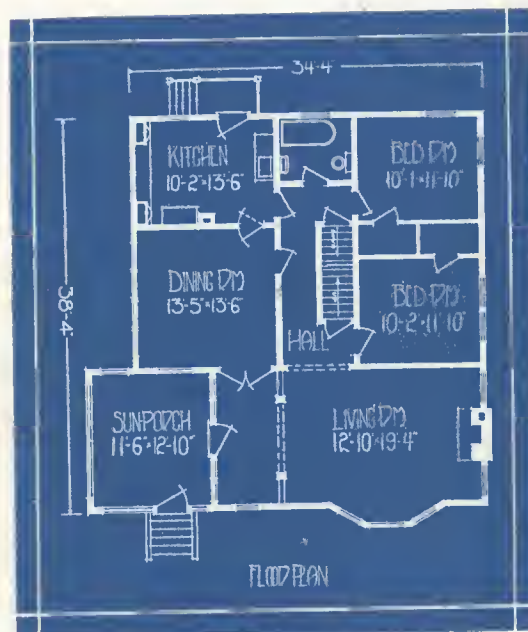 34'-4"
38'-4"
KITCHEN
10'-2"×13'-6"
BED RM
10'-1"×11'-10"
DINING RM
13'-5"×13'-6"
BED RM
10'-2"×11'-10"
HALL
SUNPORCH
11'-6"×12'-10"
LIVING RM
12'-10"×19'-4"
FLOOR PLAN